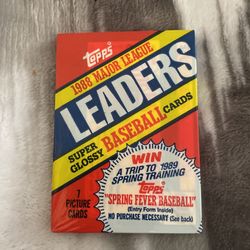 Topps
1988 MAJOR LEAGUE
LEADERS
SUPER GLOSSY BASEBALL CARDS
WIN
A TRIP TO 1989
SPRING TRAINING
Topps
"SPRING FEVER BASEBALL"
(Entry Form Inside)
NO PURCHASE NECESSARY (See back)
7
PICTURE
CARDS